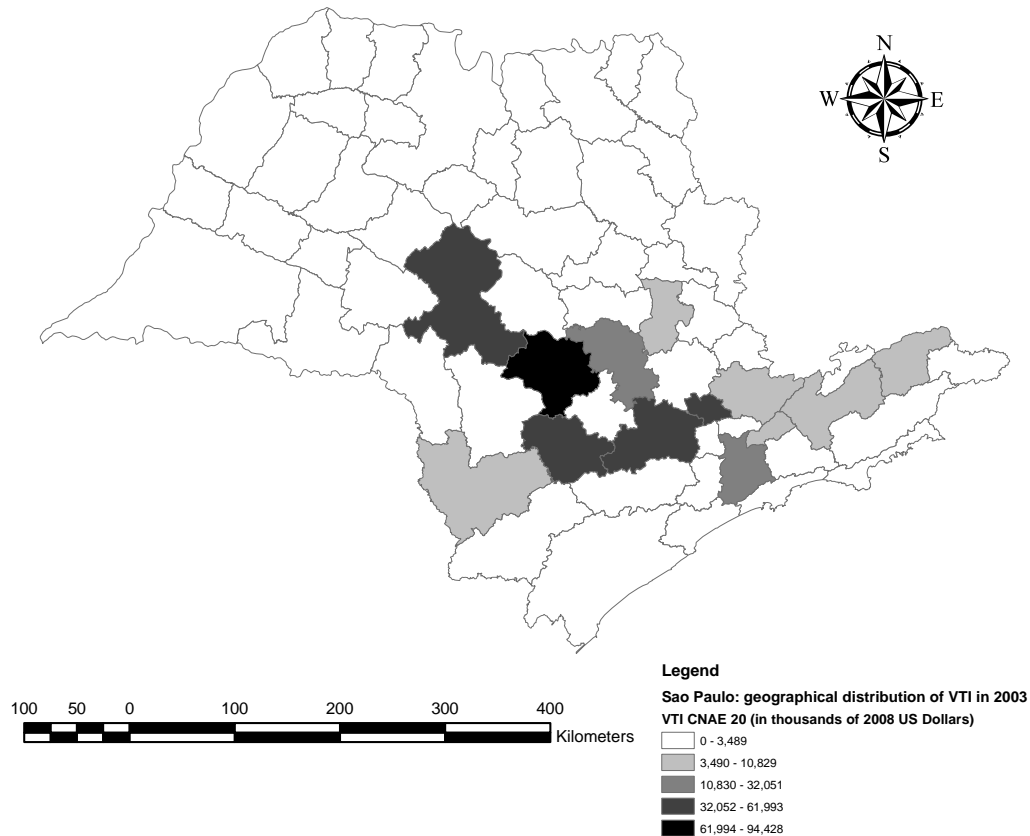 N
W E
S
Legend
Sao Paulo: geographical distribution of VTI in 2003
VTI CNAE 20 (in thousands of 2008 US Dollars)
0 - 3,489
3,490 - 10,829
10,830 - 32,051
32,052 - 61,993
61,994 - 94,428
100 50 0 100 200 300 400
Kilometers